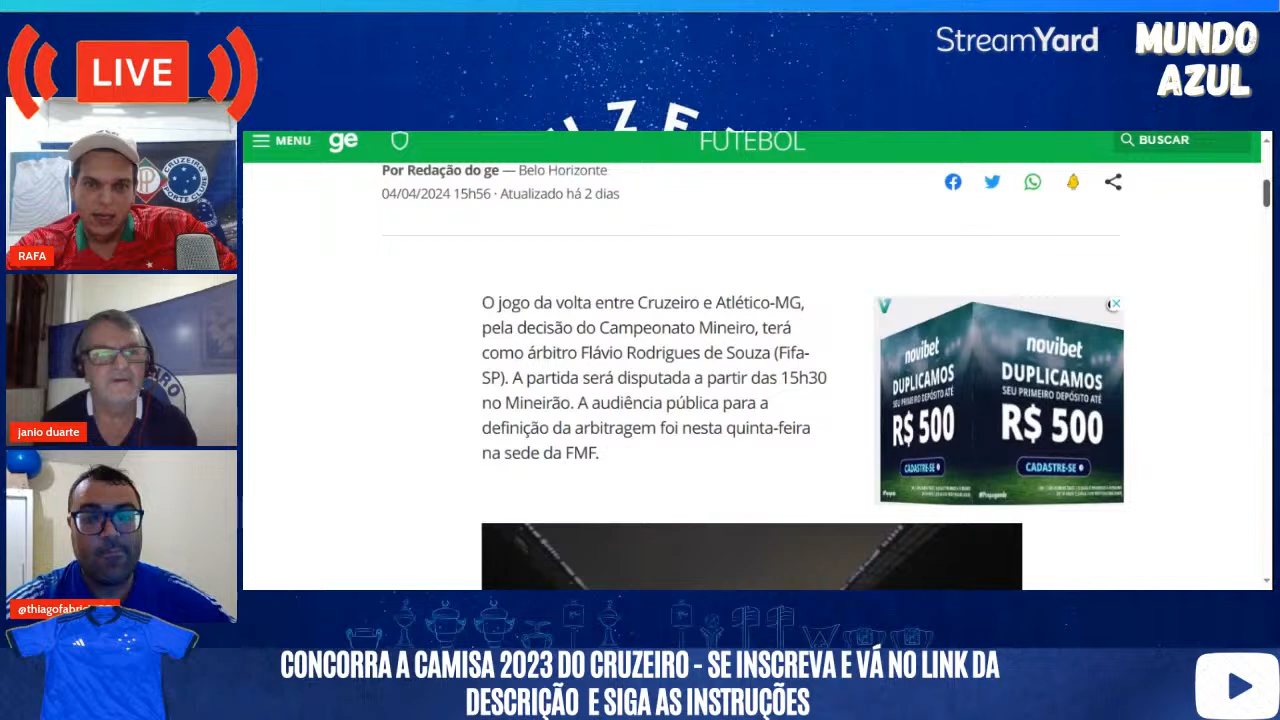 LIVE
StreamYard
MUNDO
AZUL
UZE
MENU
ge
FUTEBOL
BUSCAR
Por Redação do ge — Belo Horizonte
04/04/2024 15h56 · Atualizado há 2 dias
CRUZEIRO
RAFA
O jogo da volta entre Cruzeiro e Atlético-MG,
pela decisão do Campeonato Mineiro, terá
como árbitro Flávio Rodrigues de Souza (Fifa-
SP). A partida será disputada a partir das 15h30
no Mineirão. A audiência pública para a
definição da arbitragem foi nesta quinta-feira
na sede da FMF.
novibet
DUPLICAMOS
SEU PRIMEIRO DEPÓSITO ATÉ
R$ 500
CADASTRE-SE
novibet
DUPLICAMOS
SEU PRIMEIRO DEPÓSITO ATÉ
R$ 500
CADASTRE-SE
#Propaganda
janio duarte
@thiagofabri
CONCORRA A CAMISA 2023 DO CRUZEIRO - SE INSCREVA E VÁ NO LINK DA
DESCRIÇÃO E SIGA AS INSTRUÇÕES